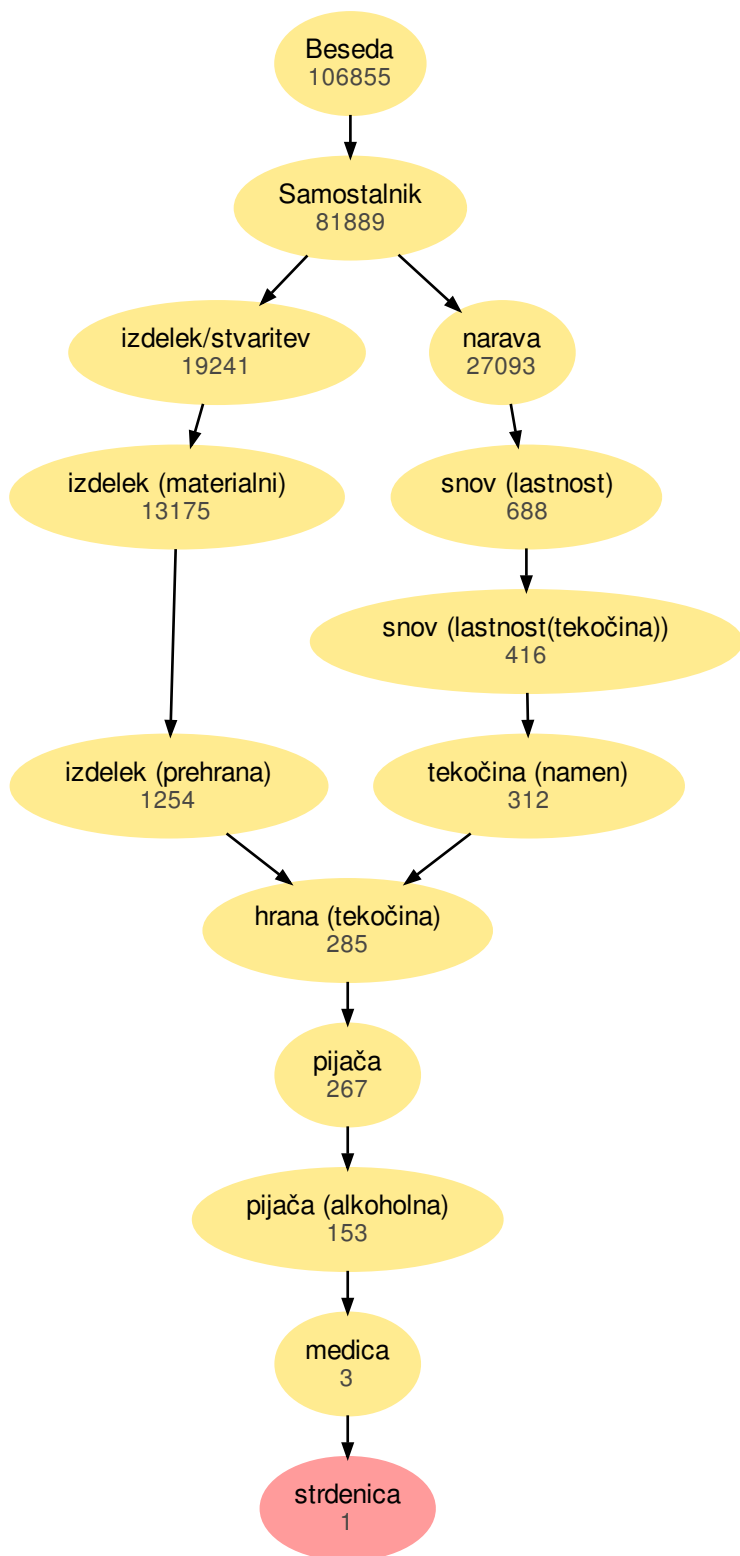 Beseda
106855
Samostalnik
81889
izdelek/stvaritev
19241
narava
27093
izdelek (materialni)
13175
snov (lastnost)
688
snov (lastnost(tekočina))
416
izdelek (prehrana)
1254
tekočina (namen)
312
hrana (tekočina)
285
pijača
267
pijača (alkoholna)
153
medica
3
strdenica
1